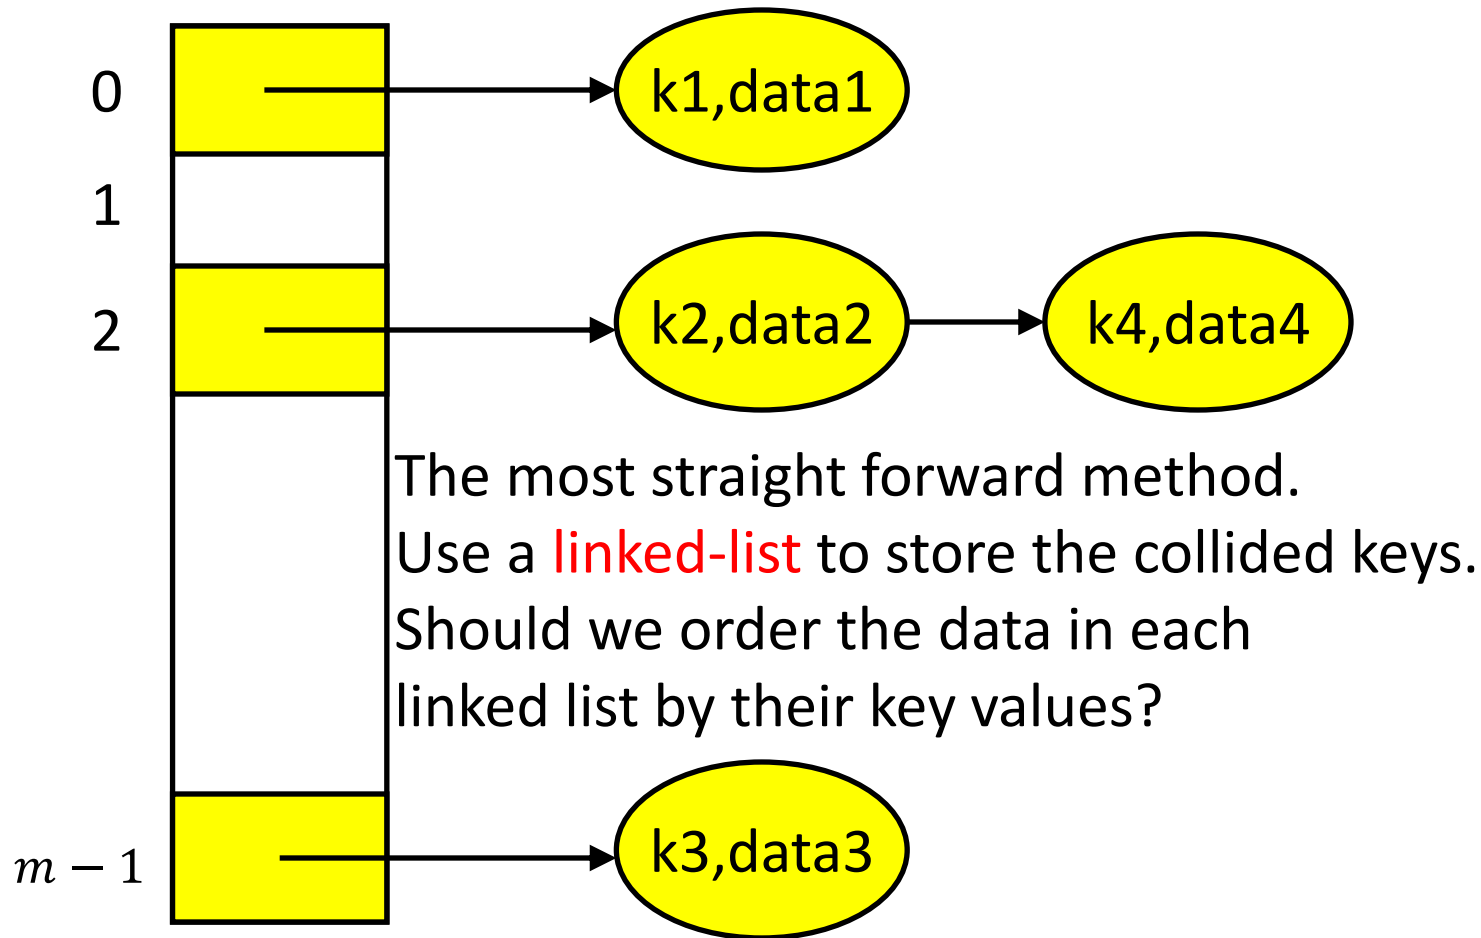 0
k1,data1
1
2
k2,data2
k4,data4
The most straight forward method.
Use a linked-list to store the collided keys.
Should we order the data in each
linked list by their key values?
m − 1
k3,data3